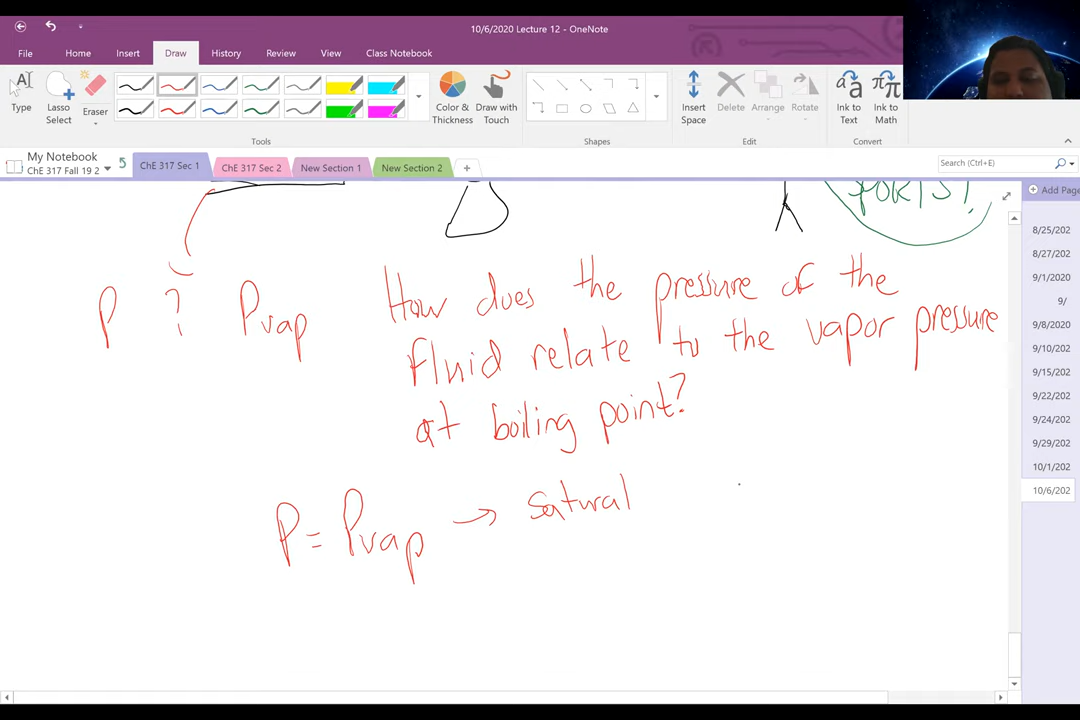 10/6/2020 Lecture 12 - OneNote
File Home Insert Draw History Review View Class Notebook
Type
Lasso Select
Eraser
Color & Thickness
Draw with Touch
Insert Space
Delete
Arrange
Rotate
Ink to Text
Ink to Math
Tools
Shapes
Convert
My Notebook
ChE 317 Fall 19 2
ChE 317 Sec 1
ChE 317 Sec 2
New Section 1
New Section 2
Search (Ctrl+E)
Add Page
8/25/202
8/27/202
9/1/2020
9/
9/8/2020
9/10/202
9/15/202
9/22/202
9/24/202
9/29/202
10/1/202
10/6/202
P ? Pvap
How does the pressure of the
fluid relate to the vapor pressure
at boiling point?
P = Pvap → Satural